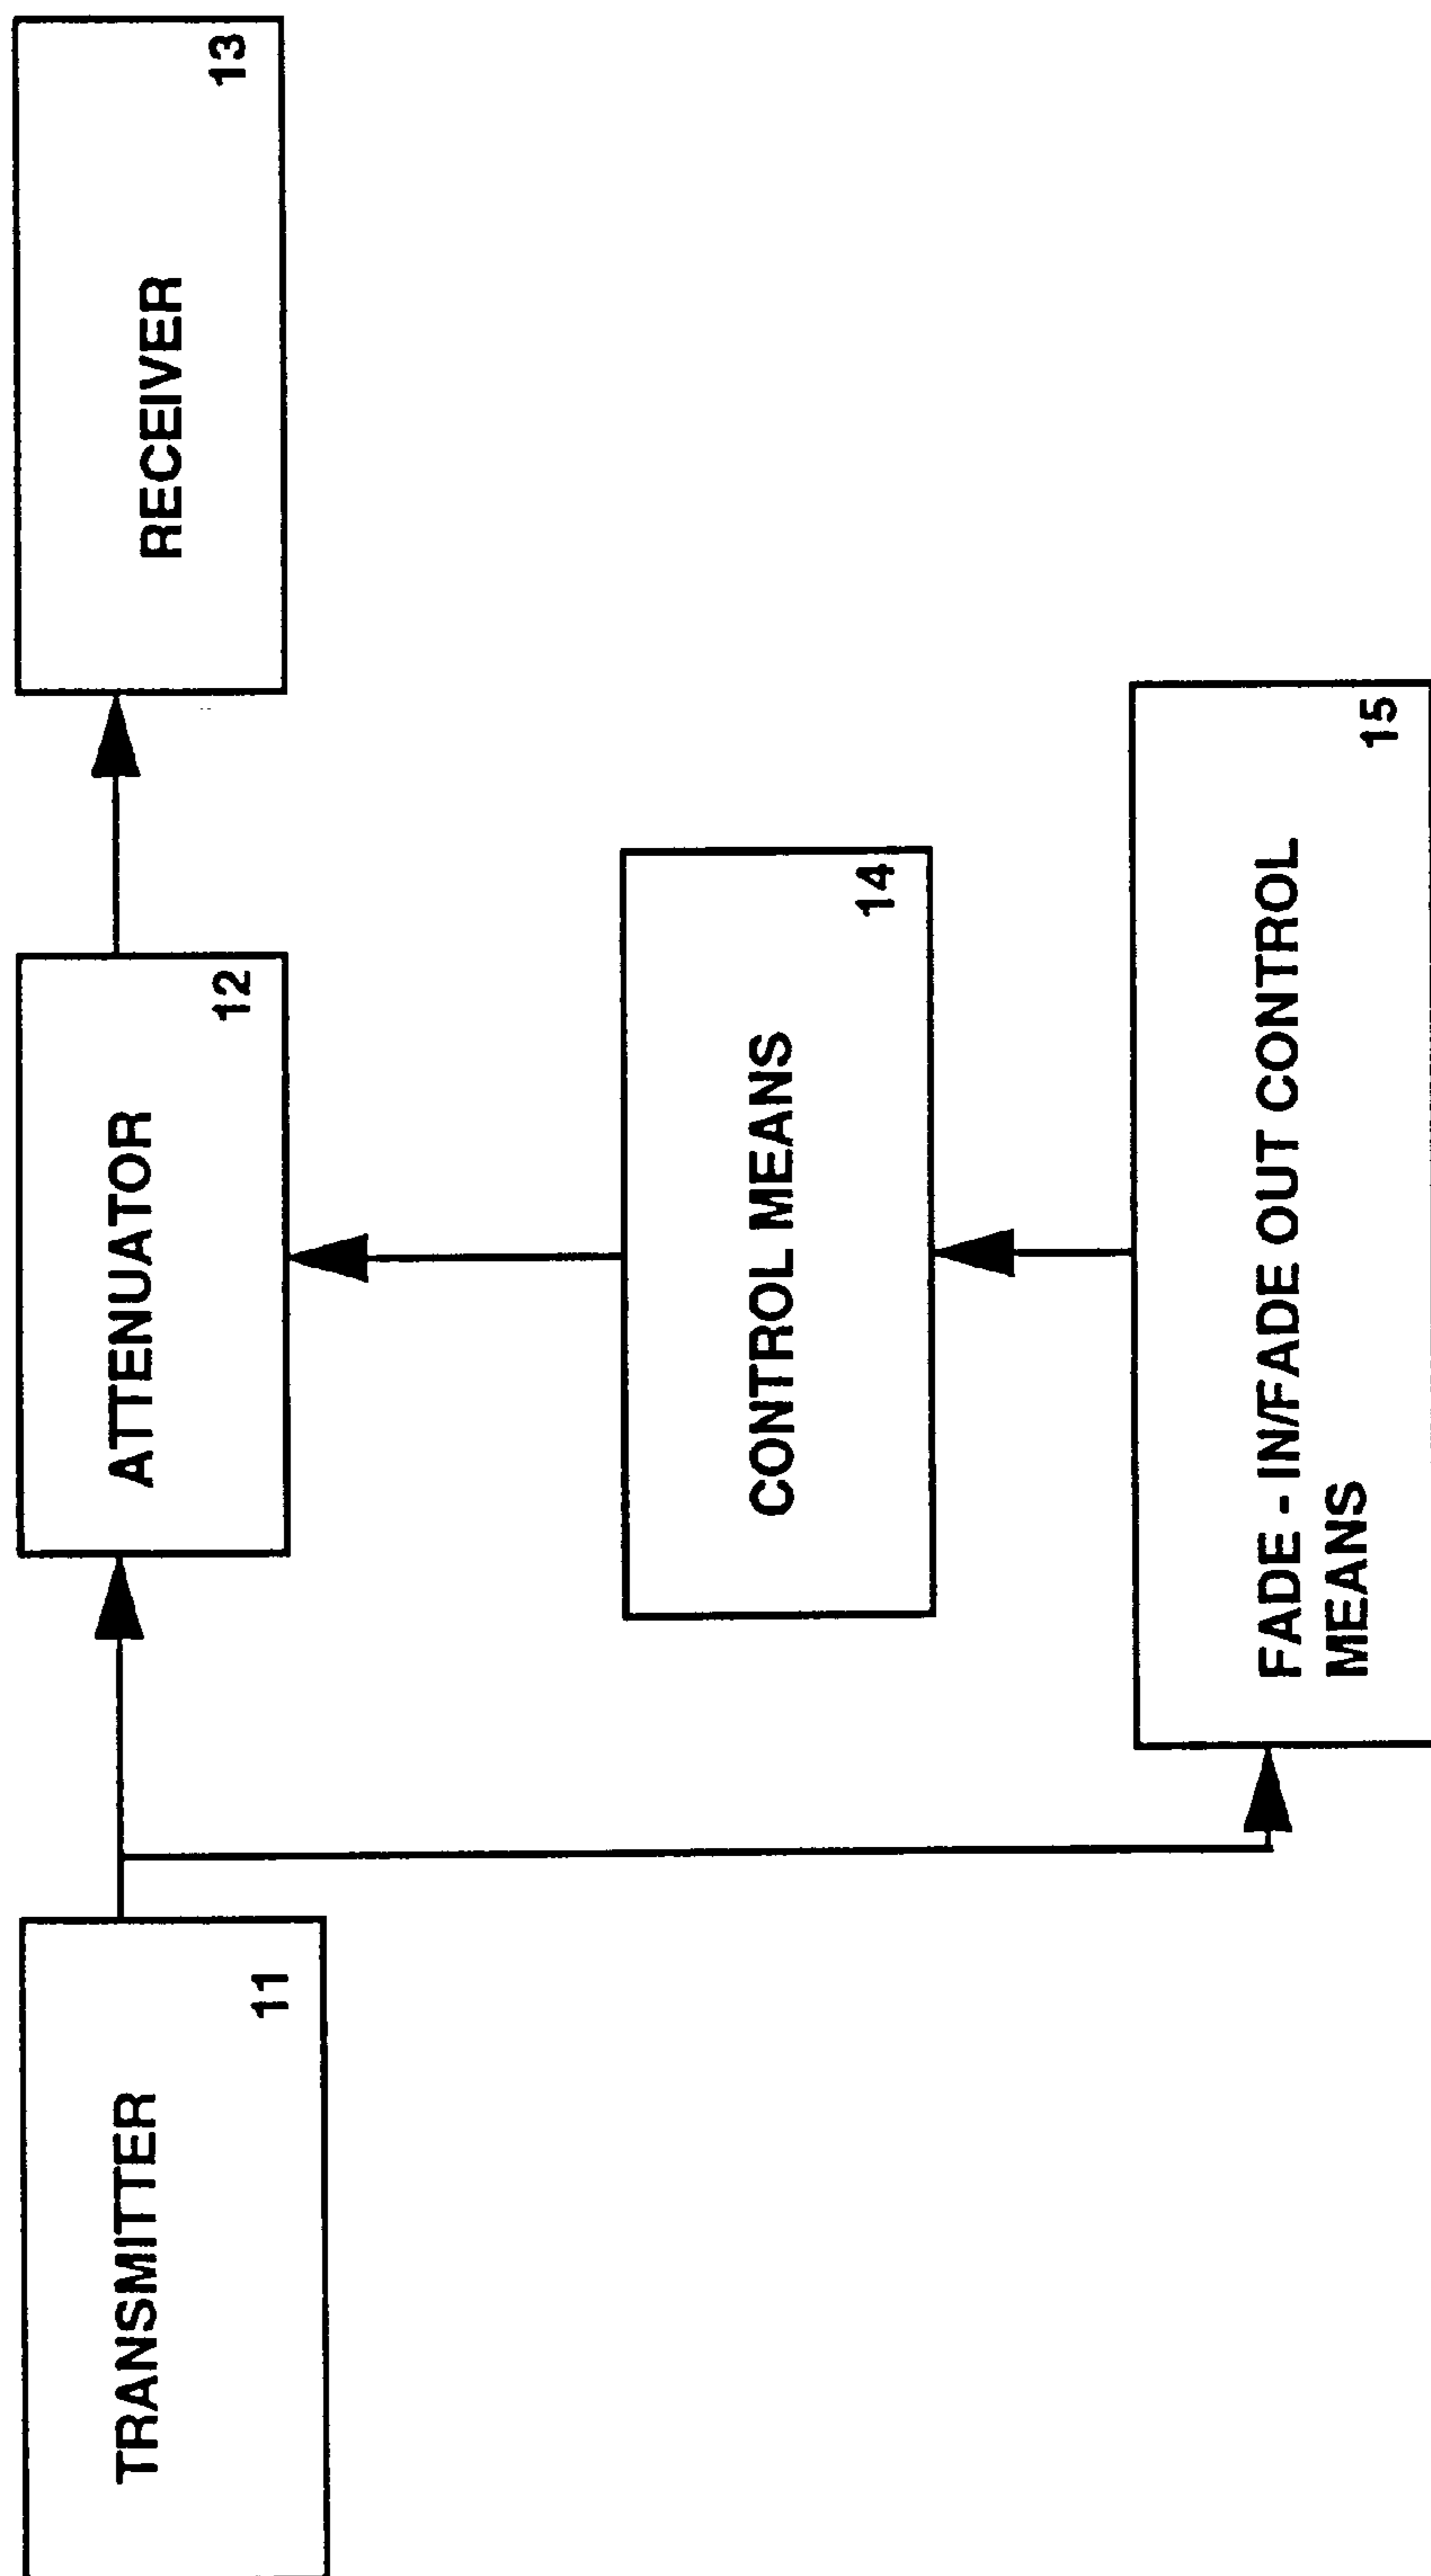 TRANSMITTER
11
ATTENUATOR
12
RECEIVER
13
CONTROL MEANS
14
FADE - IN/FADE OUT CONTROL
MEANS
15